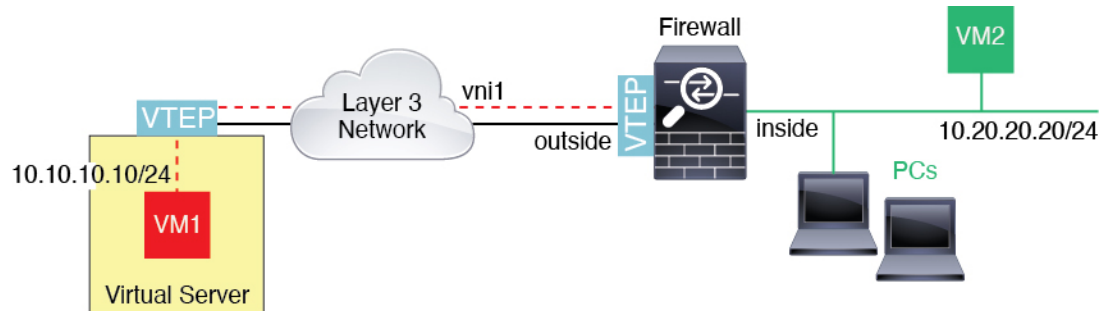 Firewall
VM2
Layer 3
Network
vni1
VTEP
VTEP
outside
inside
10.20.20.20/24
10.10.10.10/24
PCs
VM1
Virtual Server